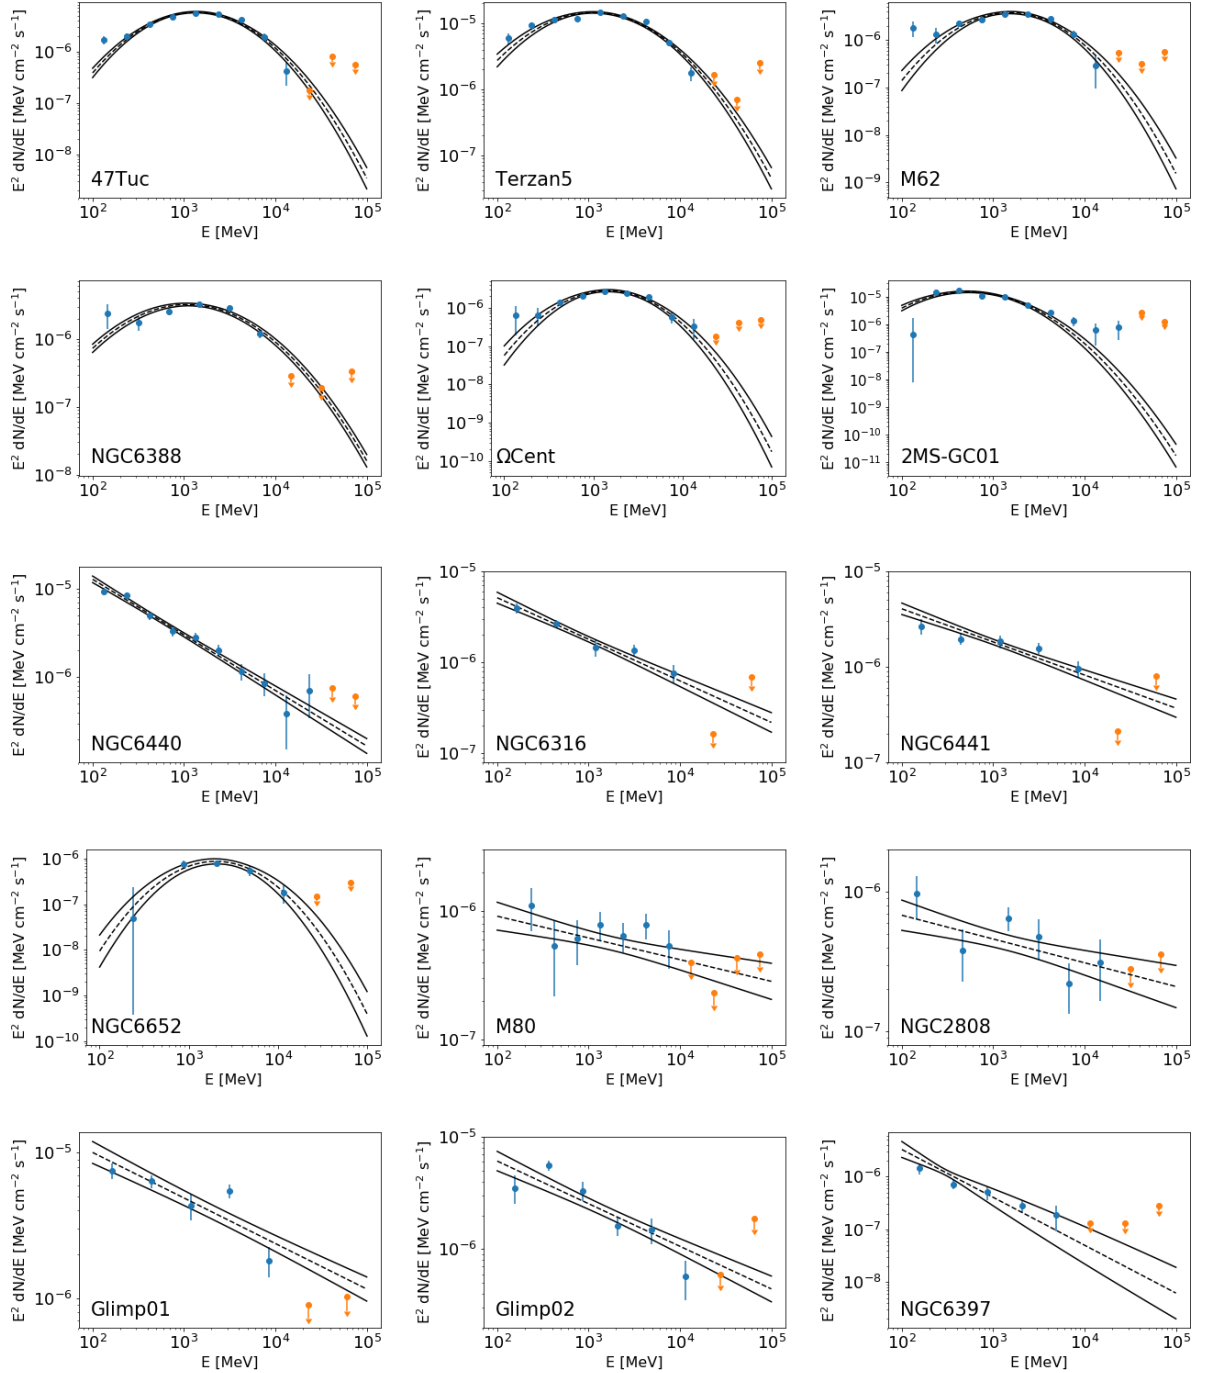 E² dN/dE [MeV cm⁻² s⁻¹]
10⁻⁶
10⁻⁷
10⁻⁸
47Tuc
10² 10³ 10⁴ 10⁵
E [MeV]
E² dN/dE [MeV cm⁻² s⁻¹]
10⁻⁵
10⁻⁶
10⁻⁷
Terzan5
10² 10³ 10⁴ 10⁵
E [MeV]
E² dN/dE [MeV cm⁻² s⁻¹]
10⁻⁶
10⁻⁷
10⁻⁸
10⁻⁹
M62
10² 10³ 10⁴ 10⁵
E [MeV]
E² dN/dE [MeV cm⁻² s⁻¹]
10⁻⁶
10⁻⁷
10⁻⁸
NGC6388
10² 10³ 10⁴ 10⁵
E [MeV]
E² dN/dE [MeV cm⁻² s⁻¹]
10⁻⁶
10⁻⁷
10⁻⁸
10⁻⁹
10⁻¹⁰
ΩCent
10² 10³ 10⁴ 10⁵
E [MeV]
E² dN/dE [MeV cm⁻² s⁻¹]
10⁻⁵
10⁻⁶
10⁻⁷
10⁻⁸
10⁻⁹
10⁻¹⁰
10⁻¹¹
2MS-GC01
10² 10³ 10⁴ 10⁵
E [MeV]
E² dN/dE [MeV cm⁻² s⁻¹]
10⁻⁵
10⁻⁶
NGC6440
10² 10³ 10⁴ 10⁵
E [MeV]
E² dN/dE [MeV cm⁻² s⁻¹]
10⁻⁵
10⁻⁶
10⁻⁷
NGC6316
10² 10³ 10⁴ 10⁵
E [MeV]
E² dN/dE [MeV cm⁻² s⁻¹]
10⁻⁵
10⁻⁶
10⁻⁷
NGC6441
10² 10³ 10⁴ 10⁵
E [MeV]
E² dN/dE [MeV cm⁻² s⁻¹]
10⁻⁶
10⁻⁷
10⁻⁸
10⁻⁹
10⁻¹⁰
NGC6652
10² 10³ 10⁴ 10⁵
E [MeV]
E² dN/dE [MeV cm⁻² s⁻¹]
10⁻⁶
10⁻⁷
M80
10² 10³ 10⁴ 10⁵
E [MeV]
E² dN/dE [MeV cm⁻² s⁻¹]
10⁻⁶
10⁻⁷
NGC2808
10² 10³ 10⁴ 10⁵
E [MeV]
E² dN/dE [MeV cm⁻² s⁻¹]
10⁻⁵
10⁻⁶
Glimp01
10² 10³ 10⁴ 10⁵
E [MeV]
E² dN/dE [MeV cm⁻² s⁻¹]
10⁻⁵
10⁻⁶
Glimp02
10² 10³ 10⁴ 10⁵
E [MeV]
E² dN/dE [MeV cm⁻² s⁻¹]
10⁻⁵
10⁻⁶
10⁻⁷
10⁻⁸
NGC6397
10² 10³ 10⁴ 10⁵
E [MeV]